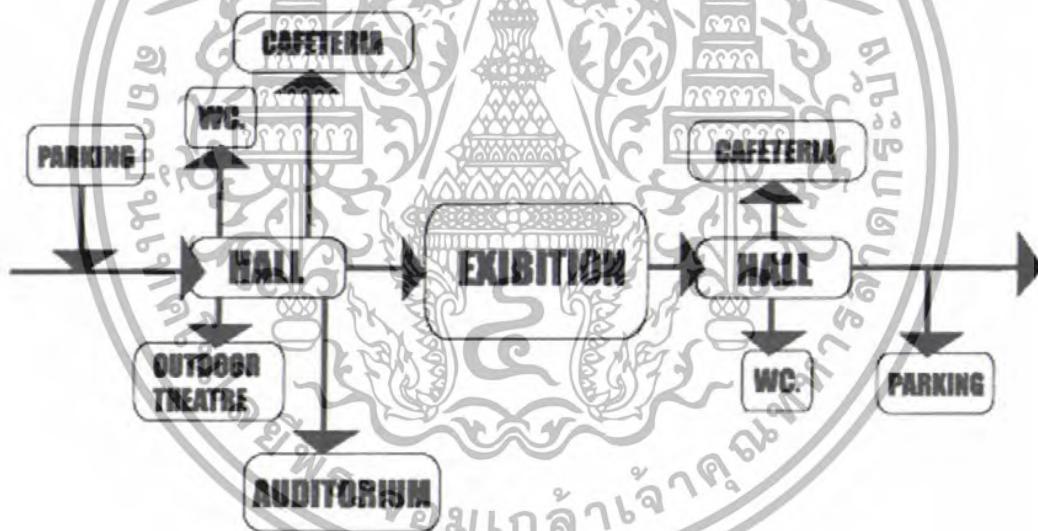 CAFETERIA
WC.
PARKING
CAFETERIA
HALL
EXIBITION
HALL
OUTDOOR
THEATRE
WC.
PARKING
AUDITORIUM